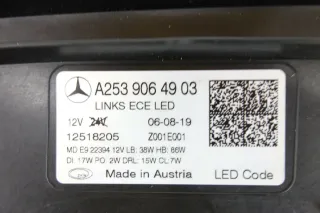 A253 906 49 03
LINKS ECE LED
12V 24V 06-08-19
12518205 Z001E001
MD E9 22394 12V LB: 38W HB: 66W
DI: 17W PO: 2W DRL: 15W CL: 7W
Made in Austria LED Code